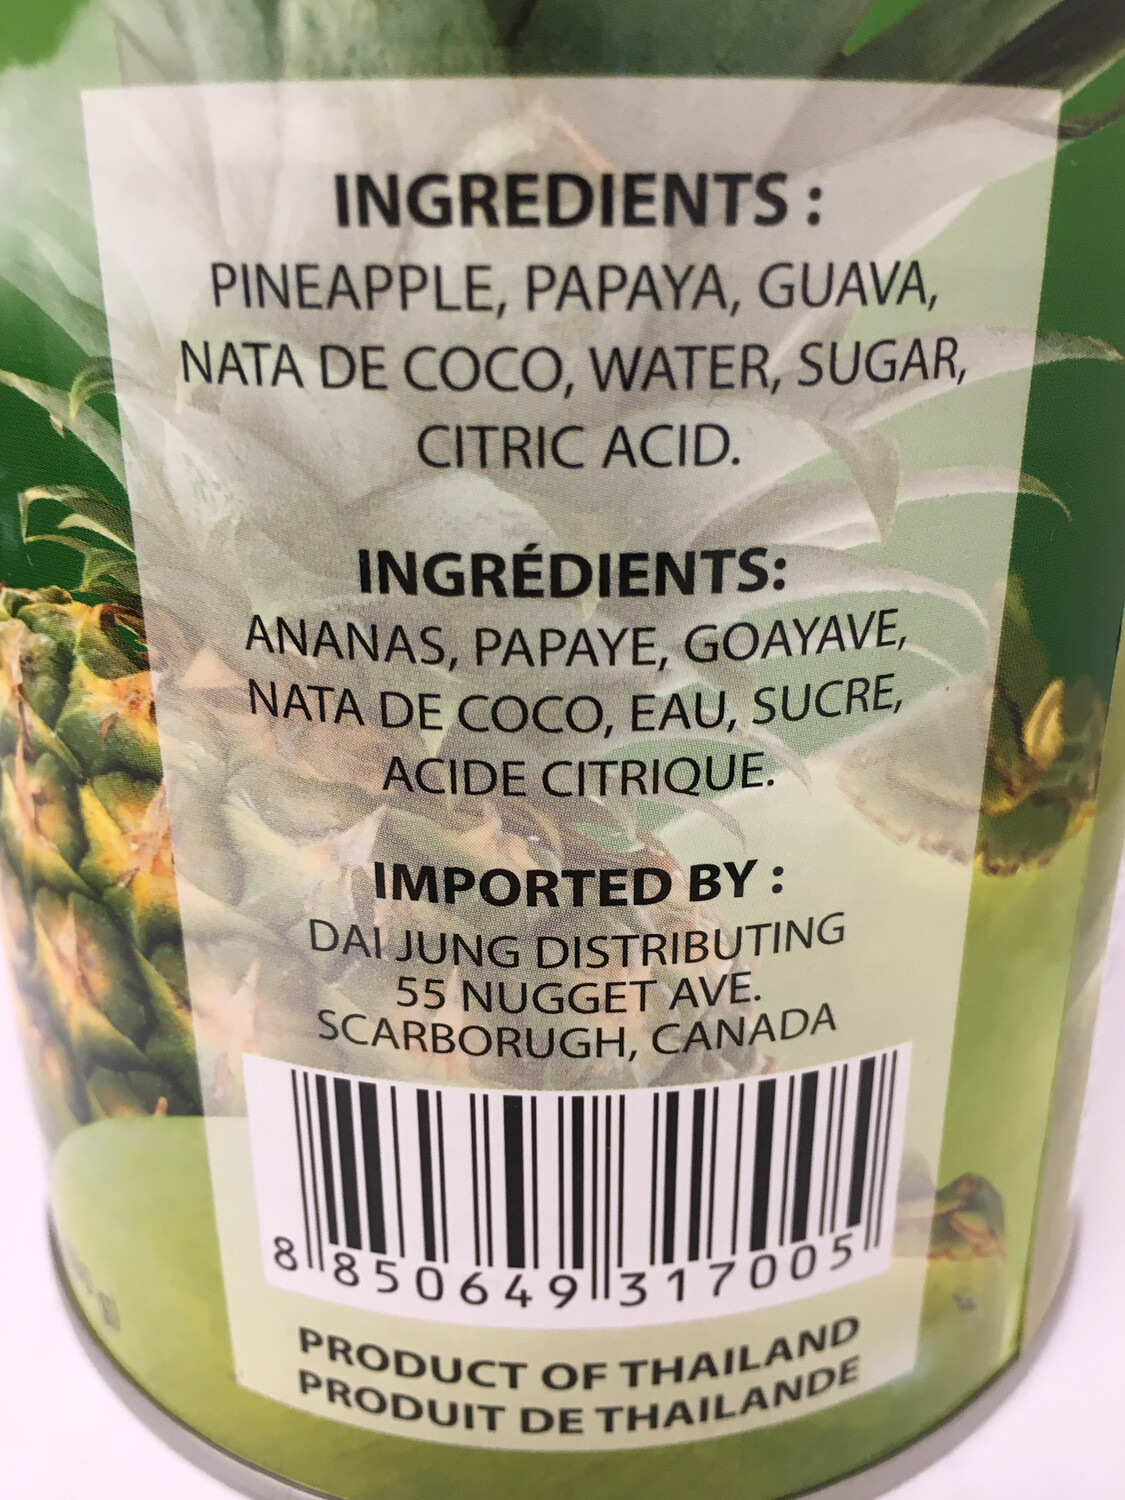 INGREDIENTS :
PINEAPPLE, PAPAYA, GUAVA,
NATA DE COCO, WATER, SUGAR,
CITRIC ACID.
INGRÉDIENTS:
ANANAS, PAPAYE, GOAYAVE,
NATA DE COCO, EAU, SUCRE,
ACIDE CITRIQUE.
IMPORTED BY :
DAI JUNG DISTRIBUTING
55 NUGGET AVE.
SCARBORUGH, CANADA
8 850649 317005
PRODUCT OF THAILAND
PRODUIT DE THAILANDE